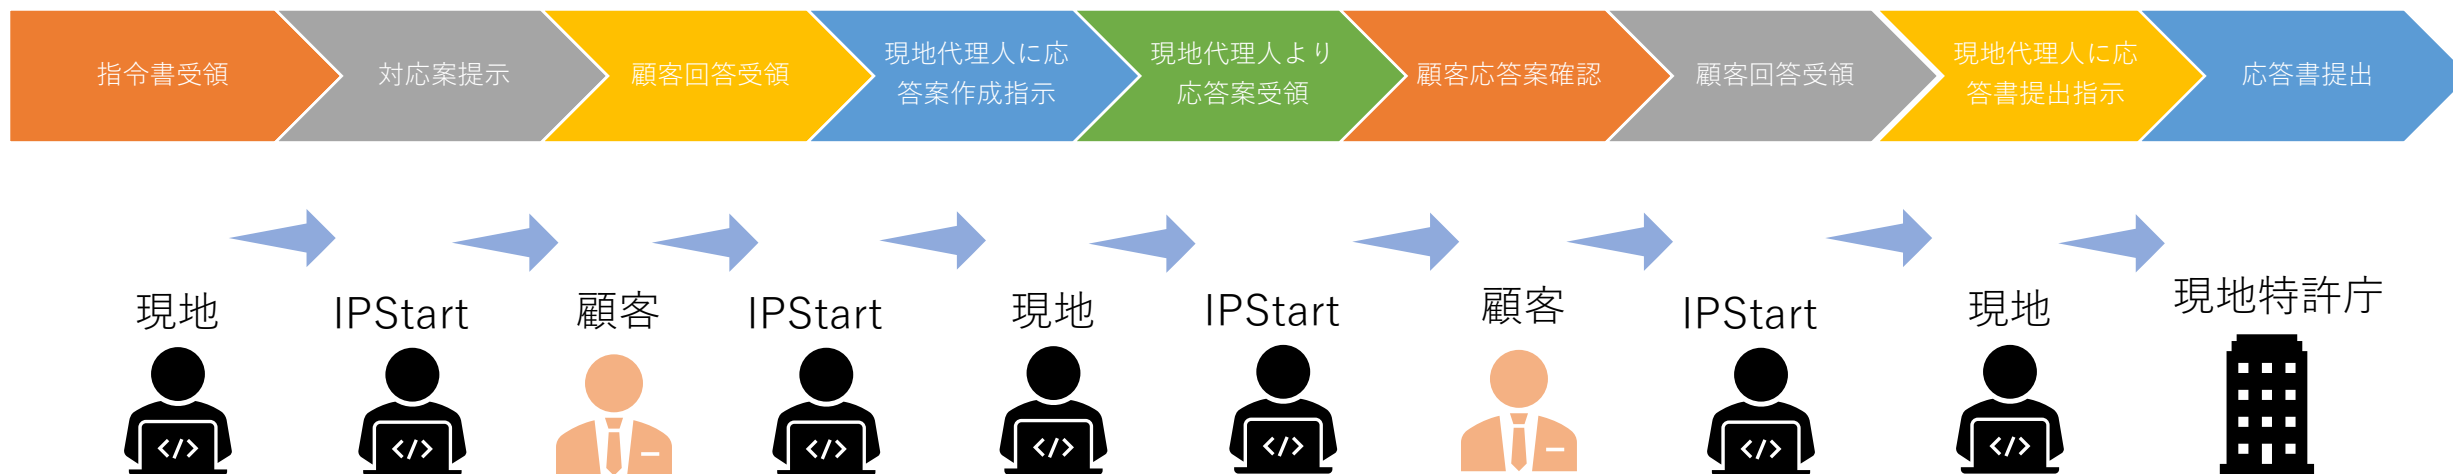 指令書受領
対応案提示
顧客回答受領
現地代理人に応
答案作成指示
現地代理人より
応答案受領
顧客応答案確認
顧客回答受領
現地代理人に応
答書提出指示
応答書提出
現地
IPStart
顧客
IPStart
現地
IPStart
顧客
IPStart
現地
現地特許庁